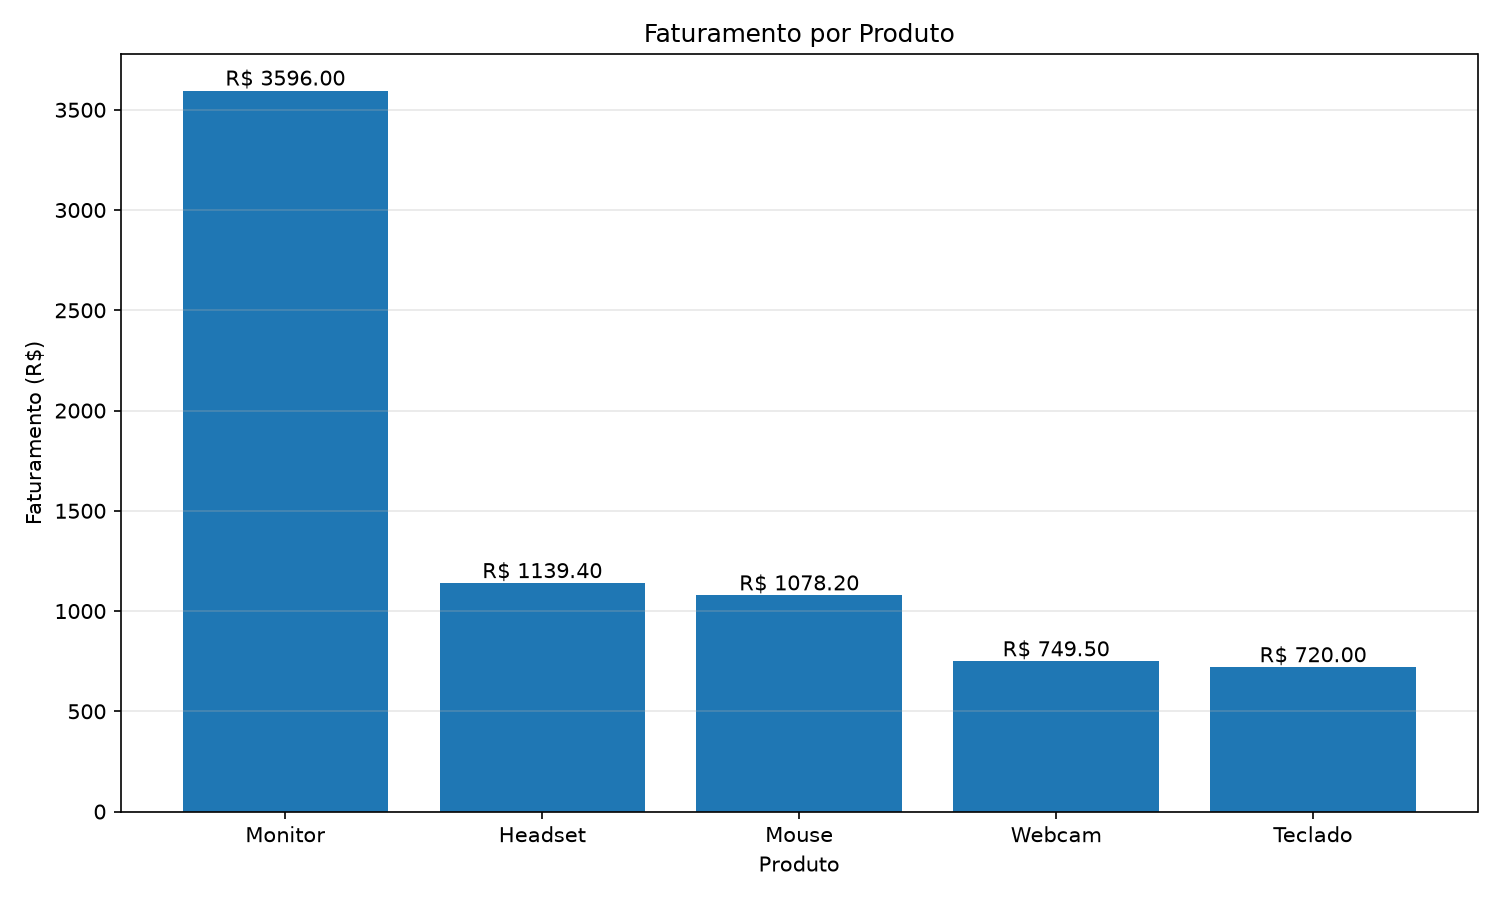 Faturamento por Produto
R$ 3596.00
3500
3000
2500
2000
1500
1000
500
0
Faturamento (R$)
R$ 1139.40
R$ 1078.20
R$ 749.50
R$ 720.00
Monitor
Headset
Mouse
Webcam
Teclado
Produto